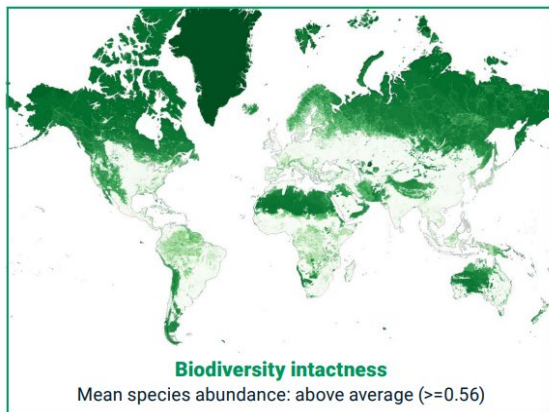 Biodiversity intactness
Mean species abundance: above average (>=0.56)